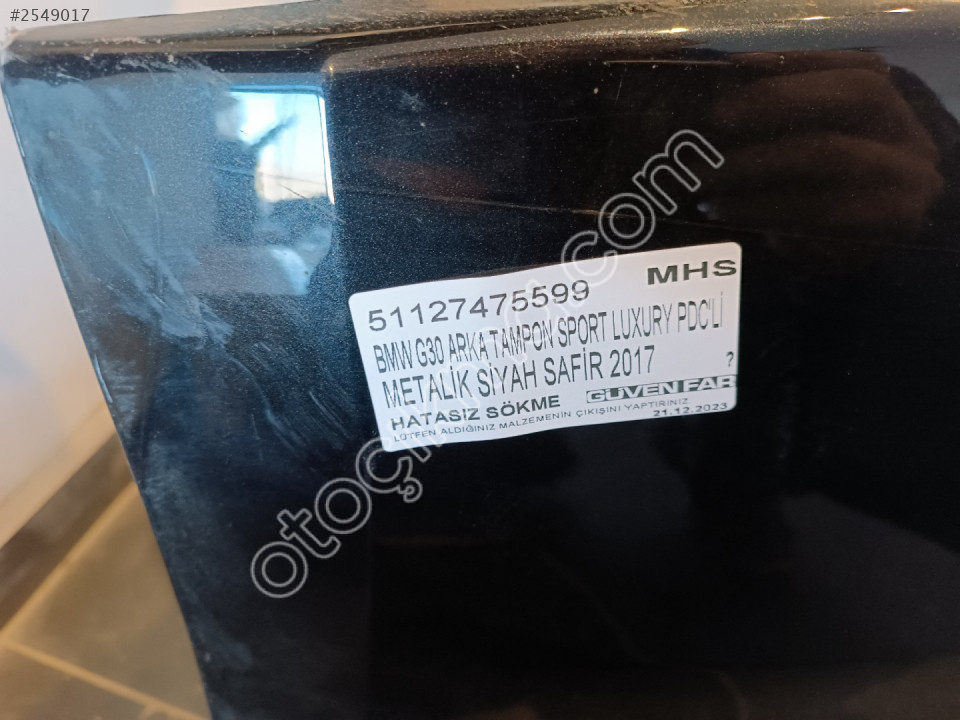 #2549017
MHS
51127475599
BMW G30 ARKA TAMPON SPORT LUXURY PDC'Lİ
METALİK SİYAH SAFİR 2017 ?
HATASIZ SÖKME GÜVEN FAR
LÜTFEN ALDIĞINIZ MALZEMENİN ÇIKIŞINI YAPTIRINIZ. 21.12.2023
otoçıkma.com